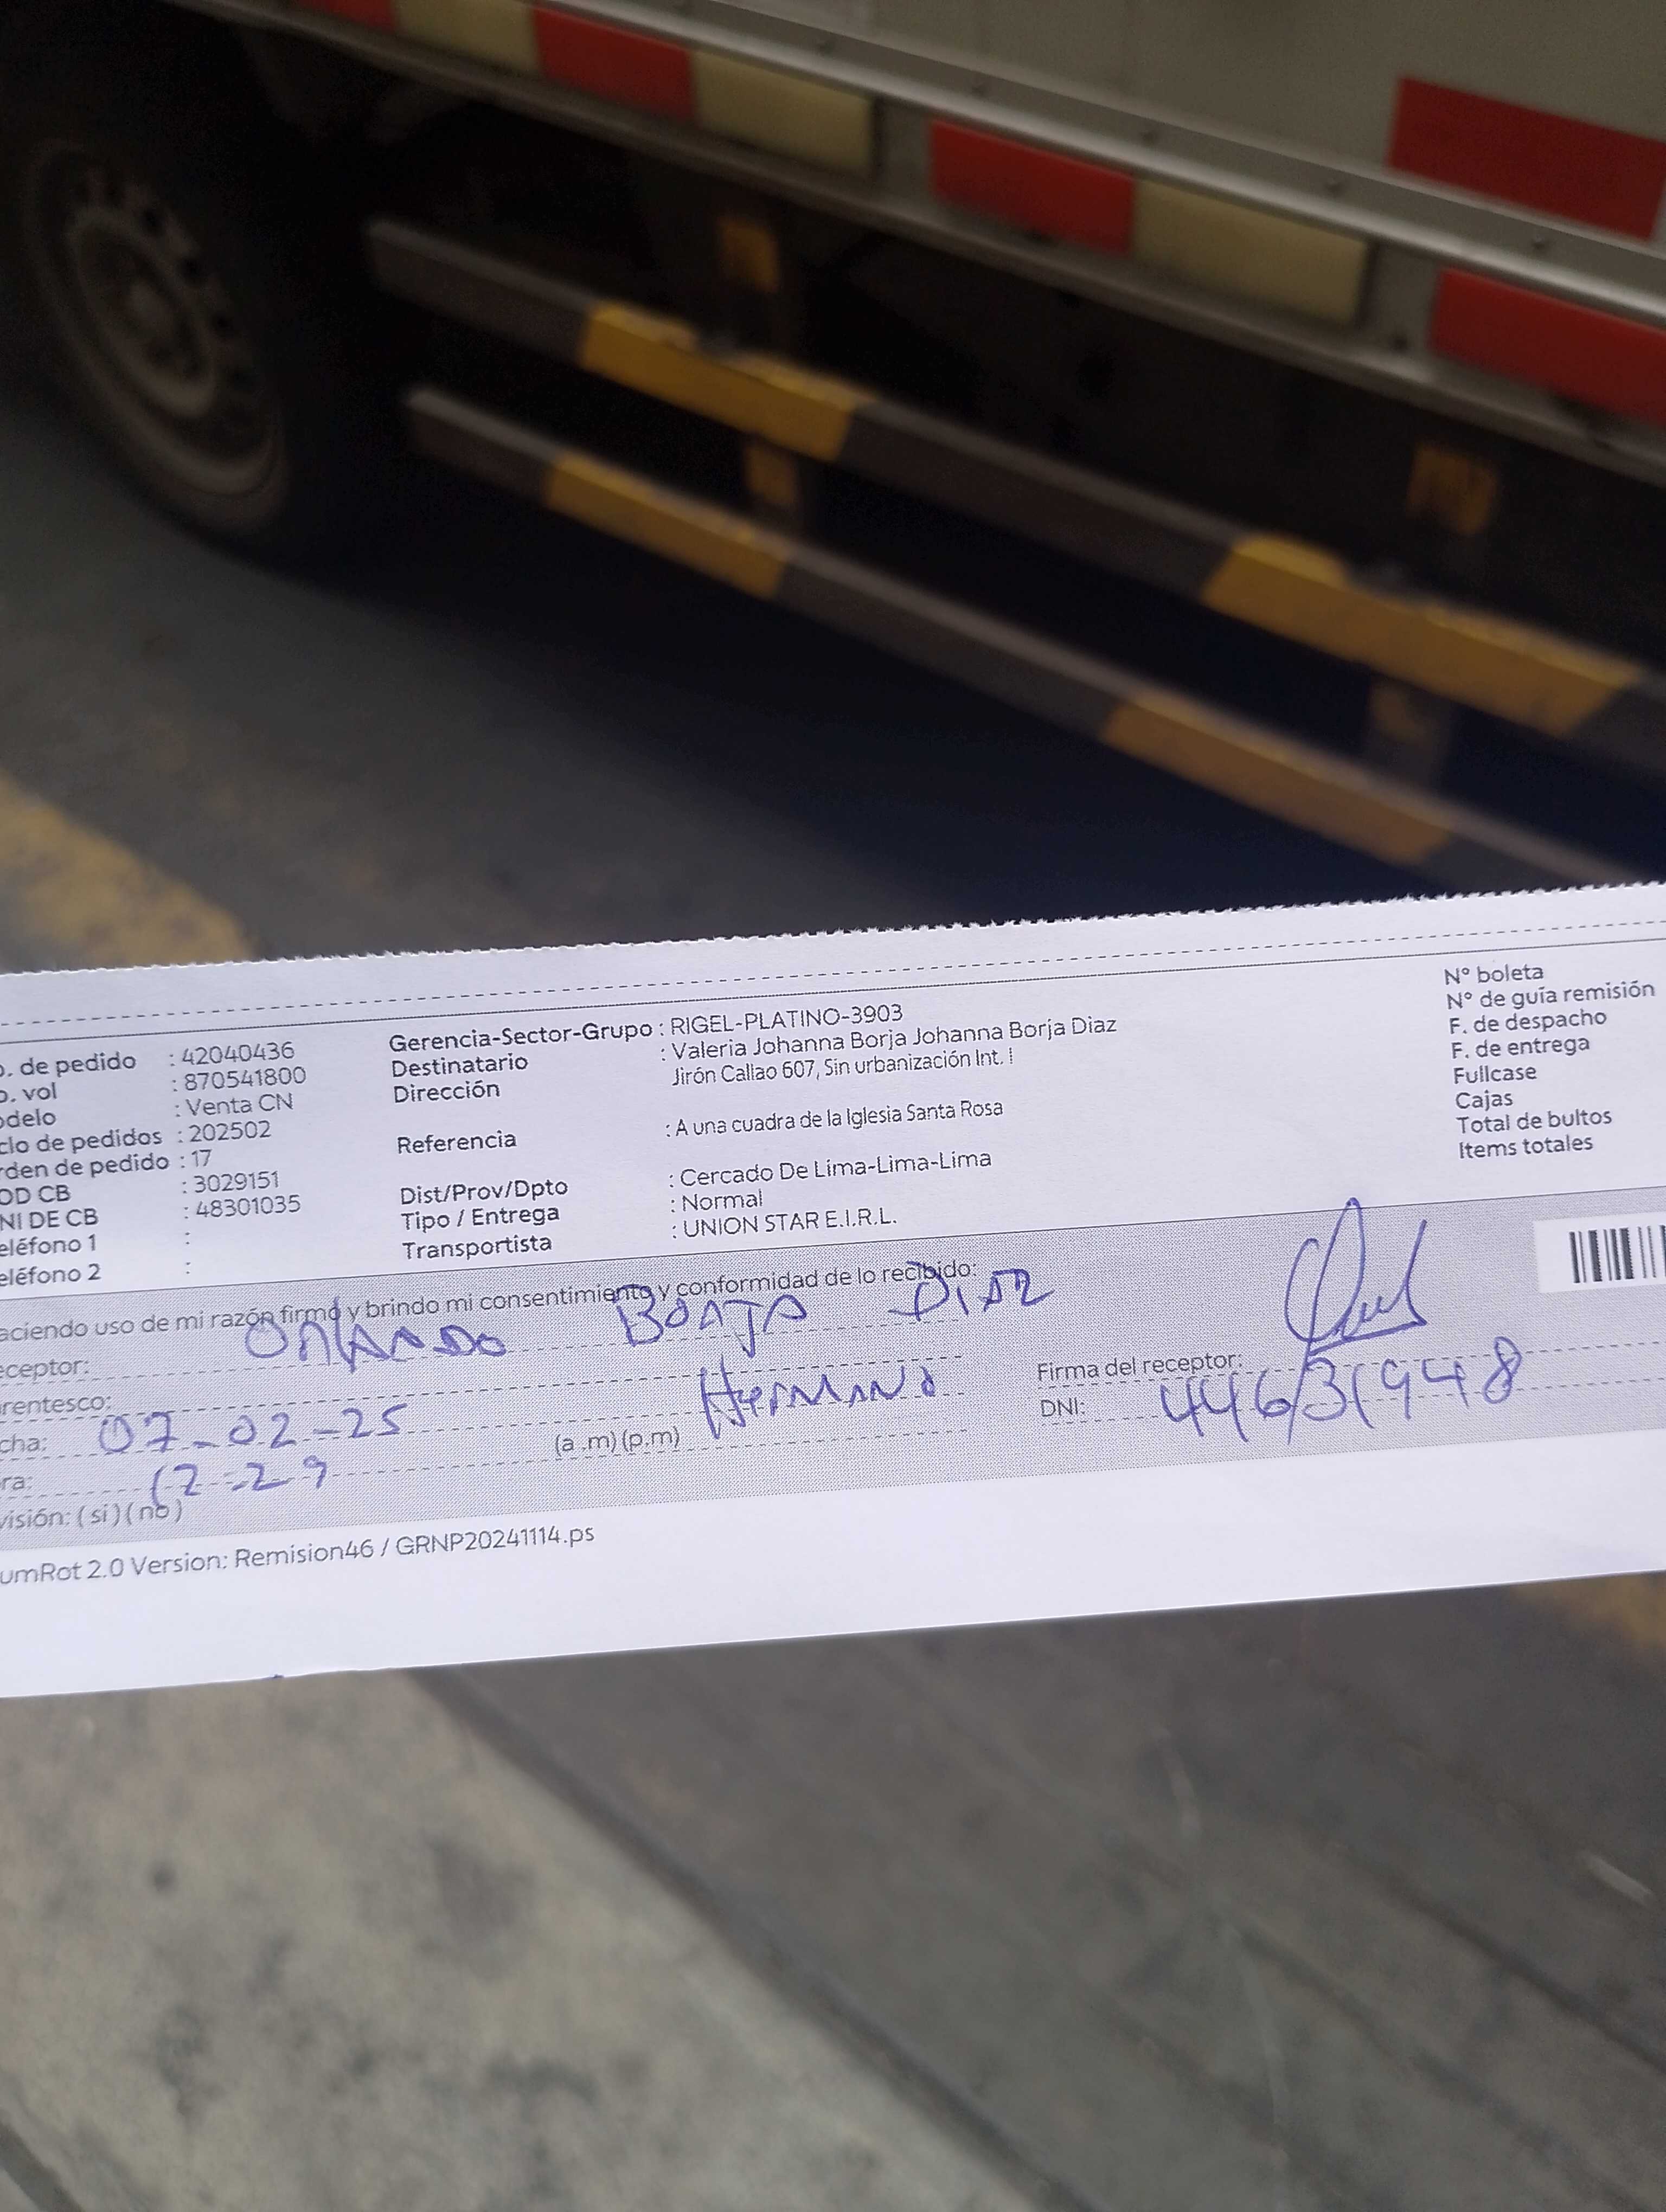 o. de pedido : 42040436
o. vol : 870541800
odelo : Venta CN
clo de pedidos : 202502
rden de pedido : 17
OD CB : 3029151
NI DE CB : 48301035
eléfono 1 :
eléfono 2 :
Gerencia-Sector-Grupo : RIGEL-PLATINO-3903
Destinatario : Valeria Johanna Borja Johanna Borja Diaz
Dirección Jirón Callao 607, Sin urbanización Int. I
Referencia : A una cuadra de la Iglesia Santa Rosa
Dist/Prov/Dpto : Cercado De Lima-Lima-Lima
Tipo / Entrega : Normal
Transportista : UNION STAR E.I.R.L.
N° boleta
N° de guía remisión
F. de despacho
F. de entrega
Fullcase
Cajas
Total de bultos
Items totales
aciendo uso de mi razón firmo y brindo mi consentimiento y conformidad de lo recibido:
eceptor: ORLANDO BORJA DIAZ
rentesco: Hermano
Firma del receptor:
cha: 07-02-25
DNI: 44631948
ra: 12:29 (a .m) (p.m)
visión: ( si ) ( no )
umRot 2.0 Version: Remision46 / GRNP20241114.ps